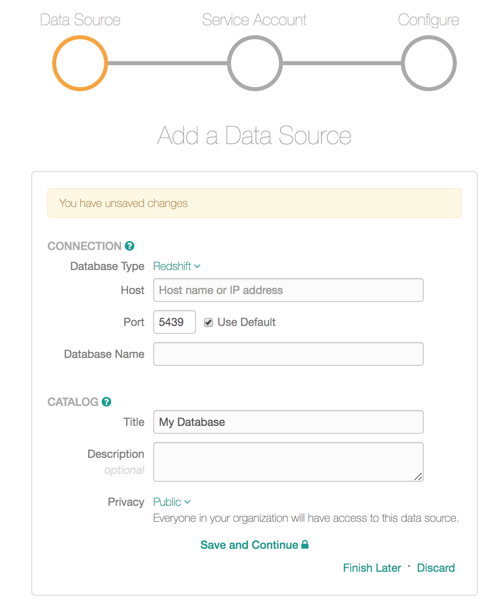 Data Source Service Account Configure
Add a Data Source
You have unsaved changes
CONNECTION ?
Database Type Redshift
Host Host name or IP address
Port 5439 Use Default
Database Name
CATALOG ?
Title My Database
Description
optional
Privacy Public
Everyone in your organization will have access to this data source.
Save and Continue
Finish Later · Discard